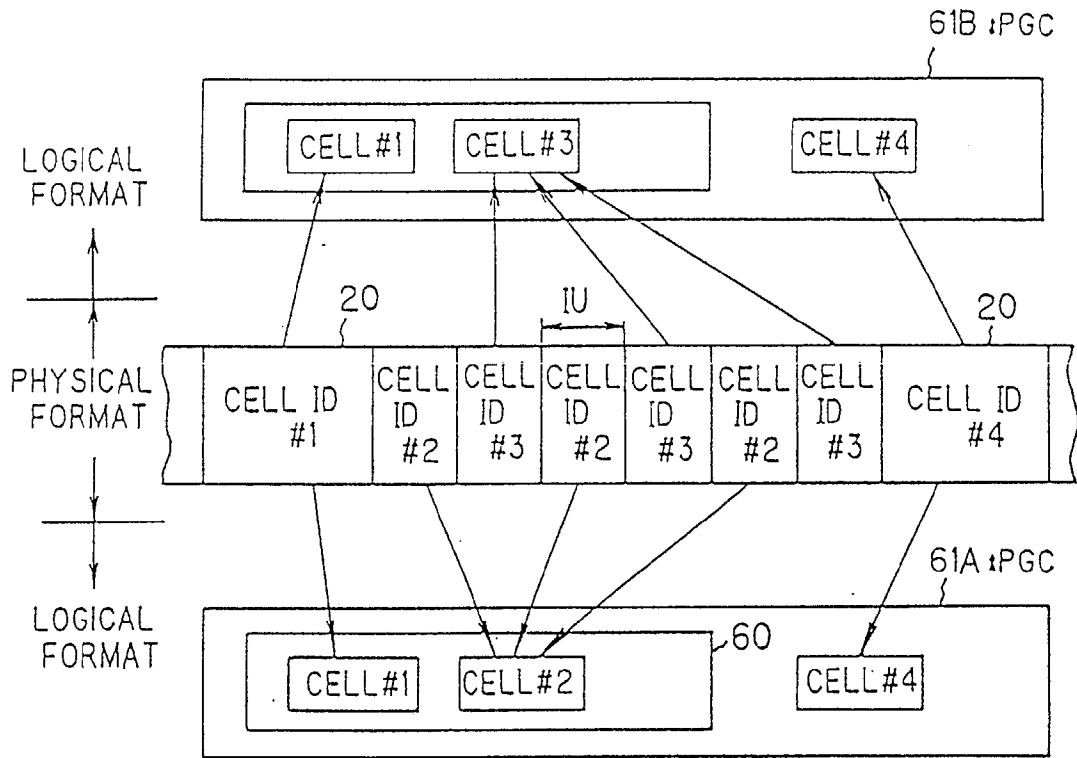 61B : PGC
CELL#1
CELL#3
CELL#4
LOGICAL
FORMAT
20
IU
20
PHYSICAL
FORMAT
CELL ID
#1
CELL
ID
#2
CELL
ID
#3
CELL
ID
#2
CELL
ID
#3
CELL
ID
#2
CELL
ID
#3
CELL ID
#4
61A : PGC
LOGICAL
FORMAT
60
CELL#1
CELL#2
CELL#4